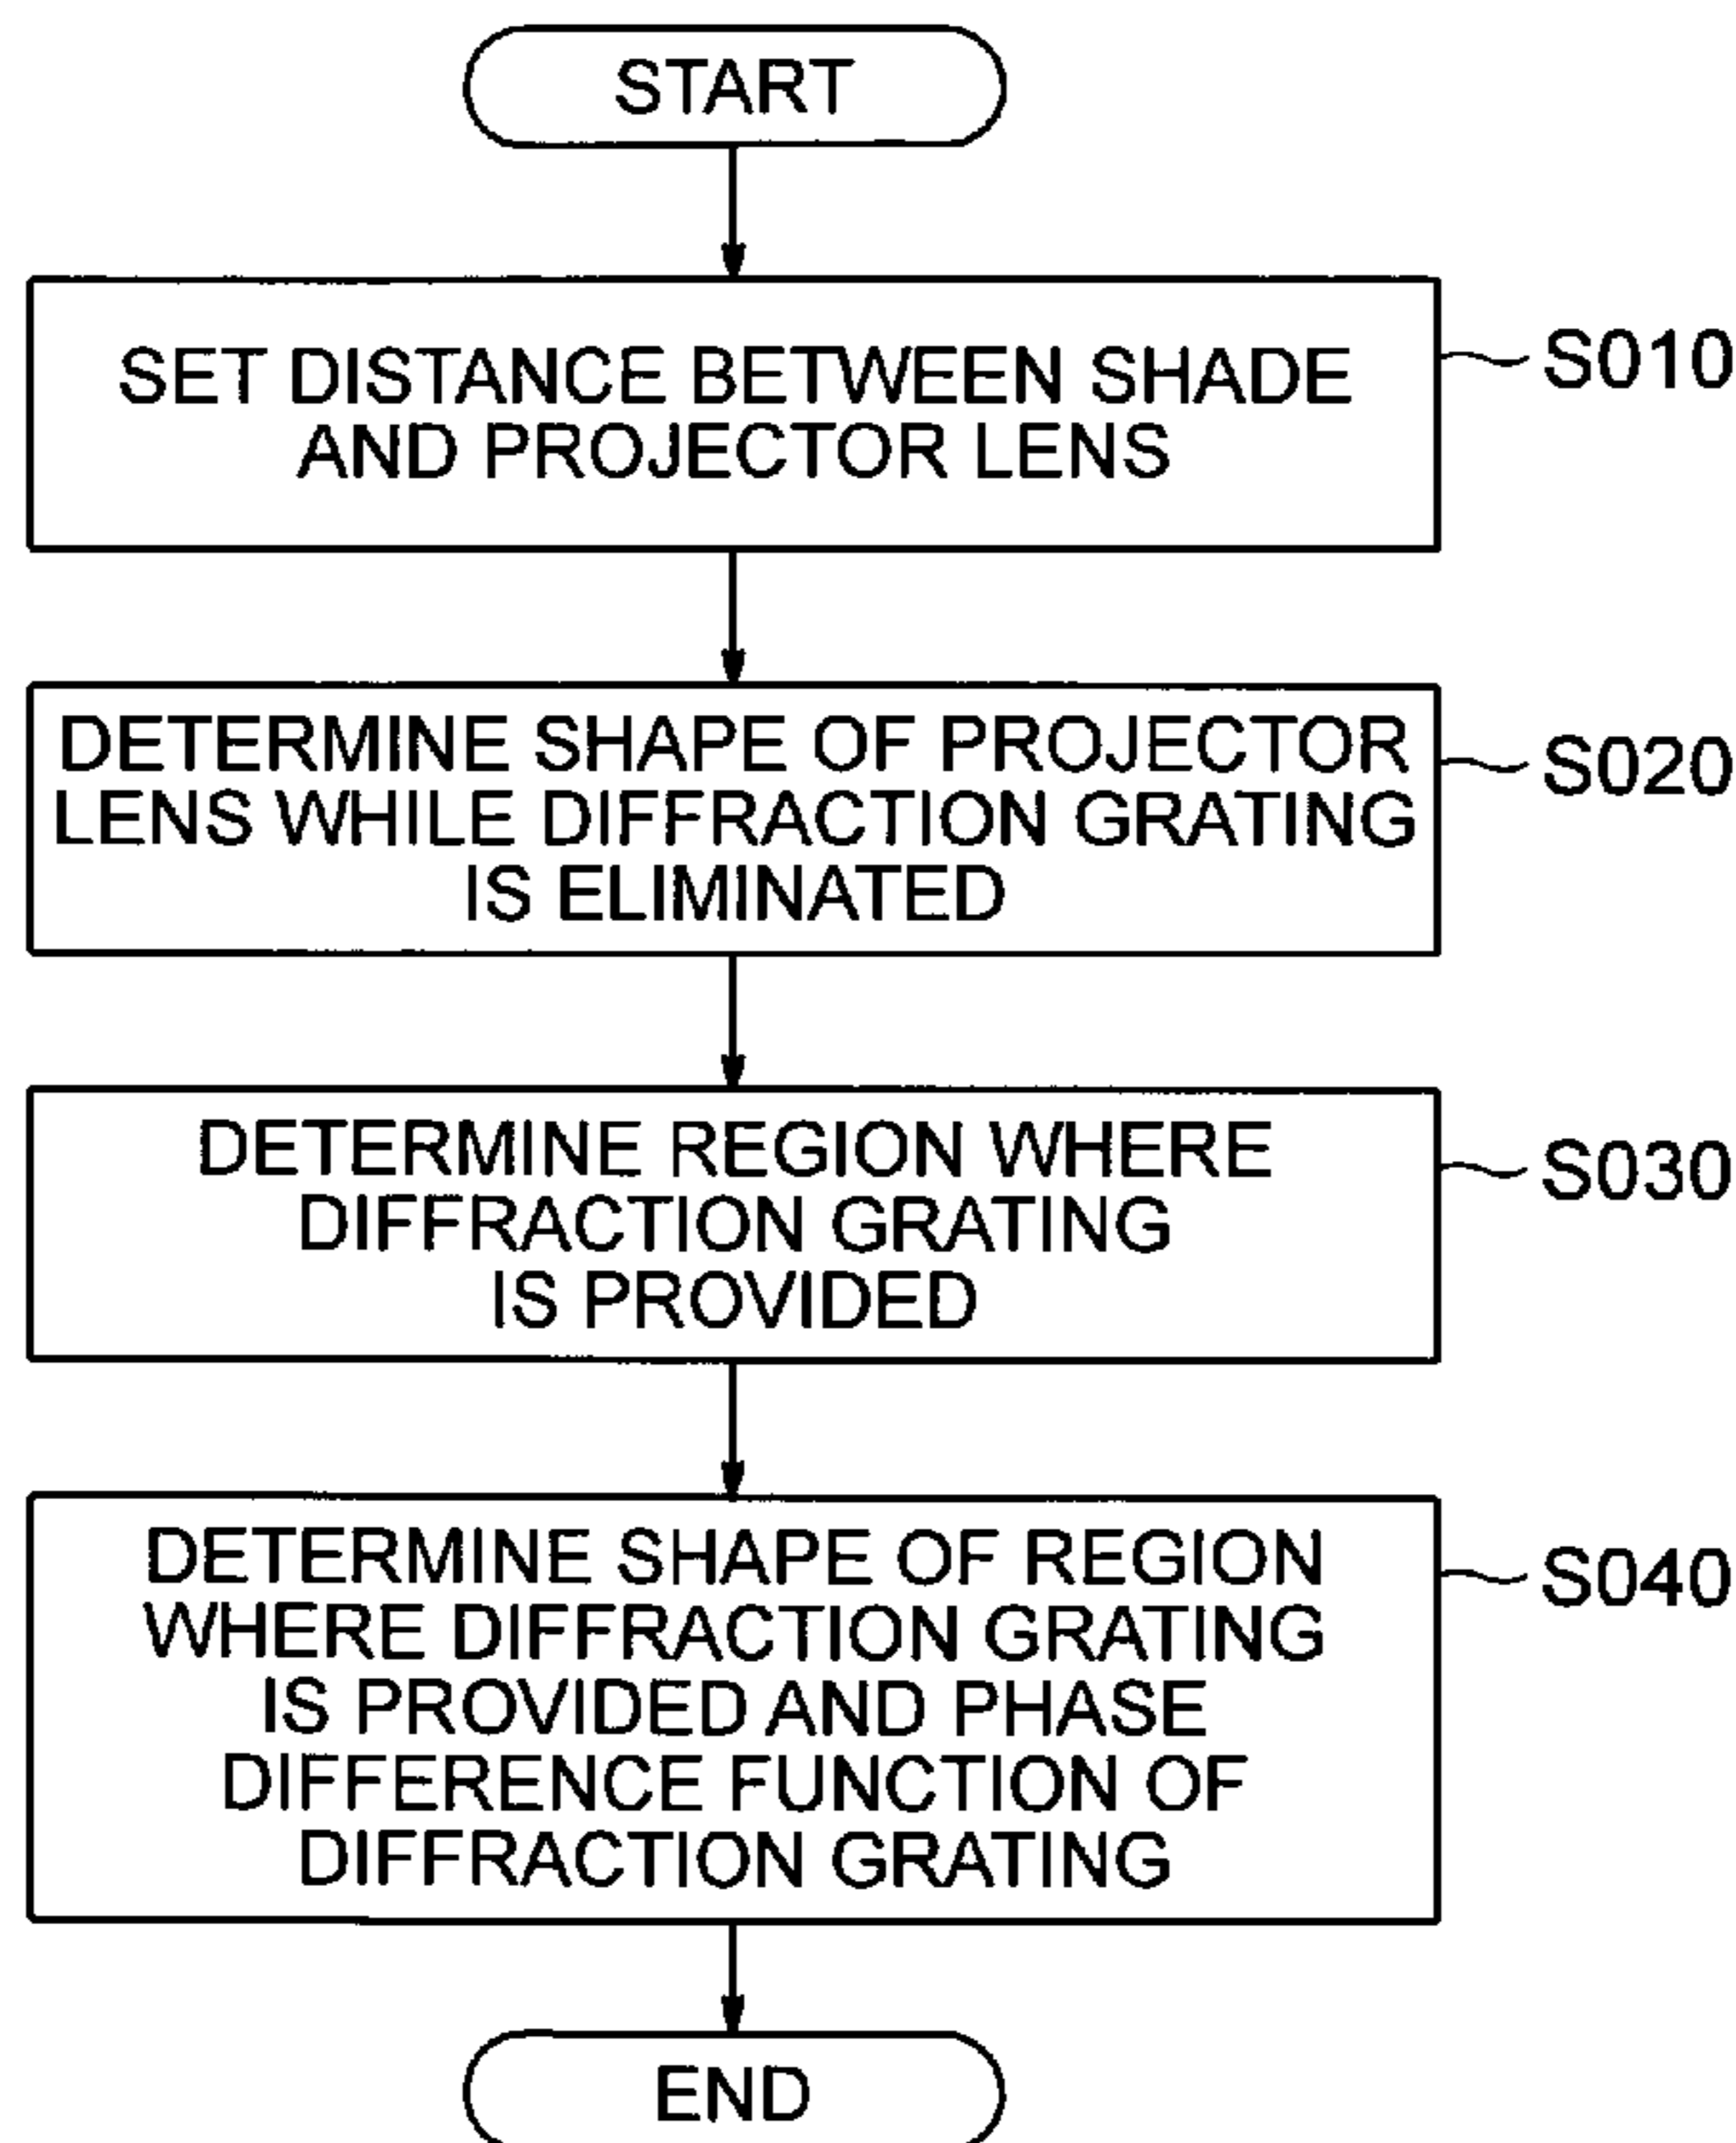 START
SET DISTANCE BETWEEN SHADE
AND PROJECTOR LENS
S010
DETERMINE SHAPE OF PROJECTOR
LENS WHILE DIFFRACTION GRATING
IS ELIMINATED
S020
DETERMINE REGION WHERE
DIFFRACTION GRATING
IS PROVIDED
S030
DETERMINE SHAPE OF REGION
WHERE DIFFRACTION GRATING
IS PROVIDED AND PHASE
DIFFERENCE FUNCTION OF
DIFFRACTION GRATING
S040
END